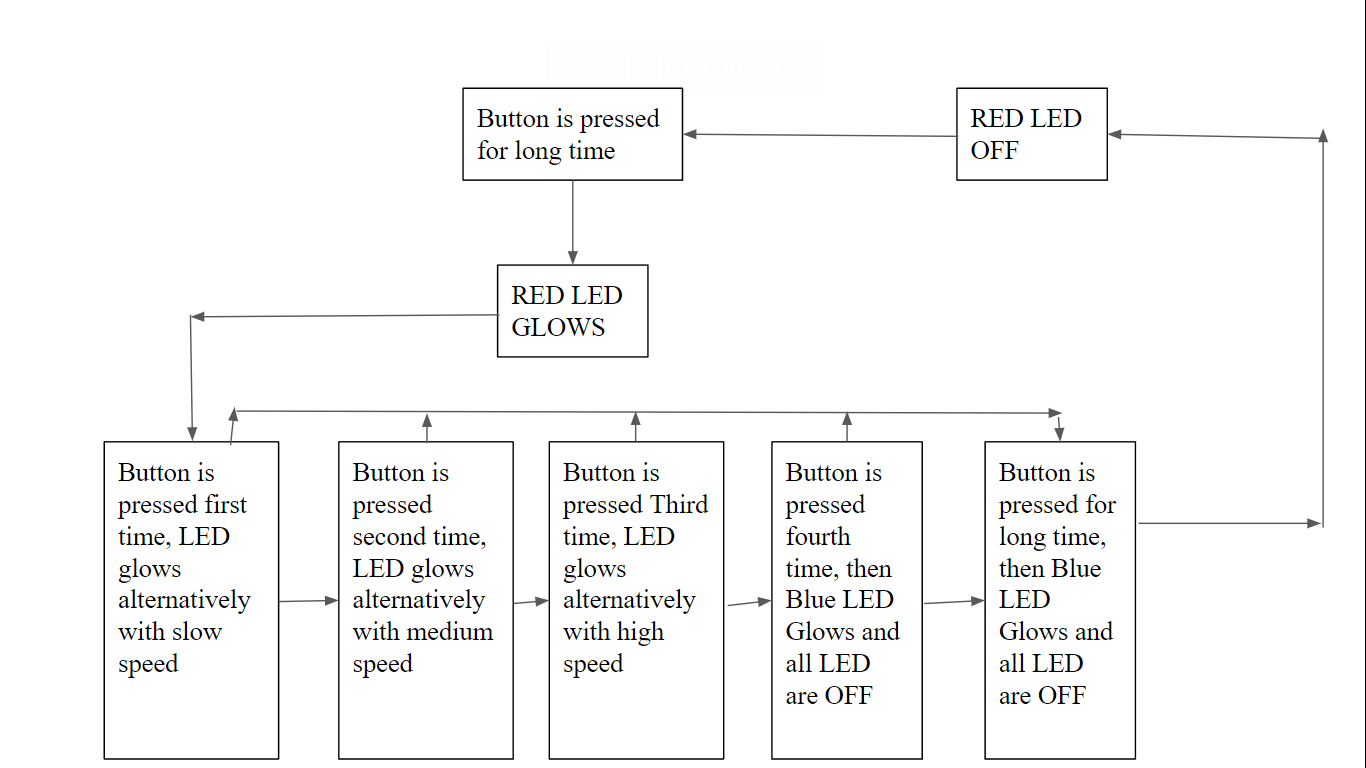 Button is pressed
for long time
RED LED
OFF
RED LED
GLOWS
Button is
pressed first
time, LED
glows
alternatively
with slow
speed
Button is
pressed
second time,
LED glows
alternatively
with medium
speed
Button is
pressed Third
time, LED
glows
alternatively
with high
speed
Button is
pressed
fourth
time, then
Blue LED
Glows and
all LED
are OFF
Button is
pressed for
long time,
then Blue
LED
Glows and
all LED
are OFF